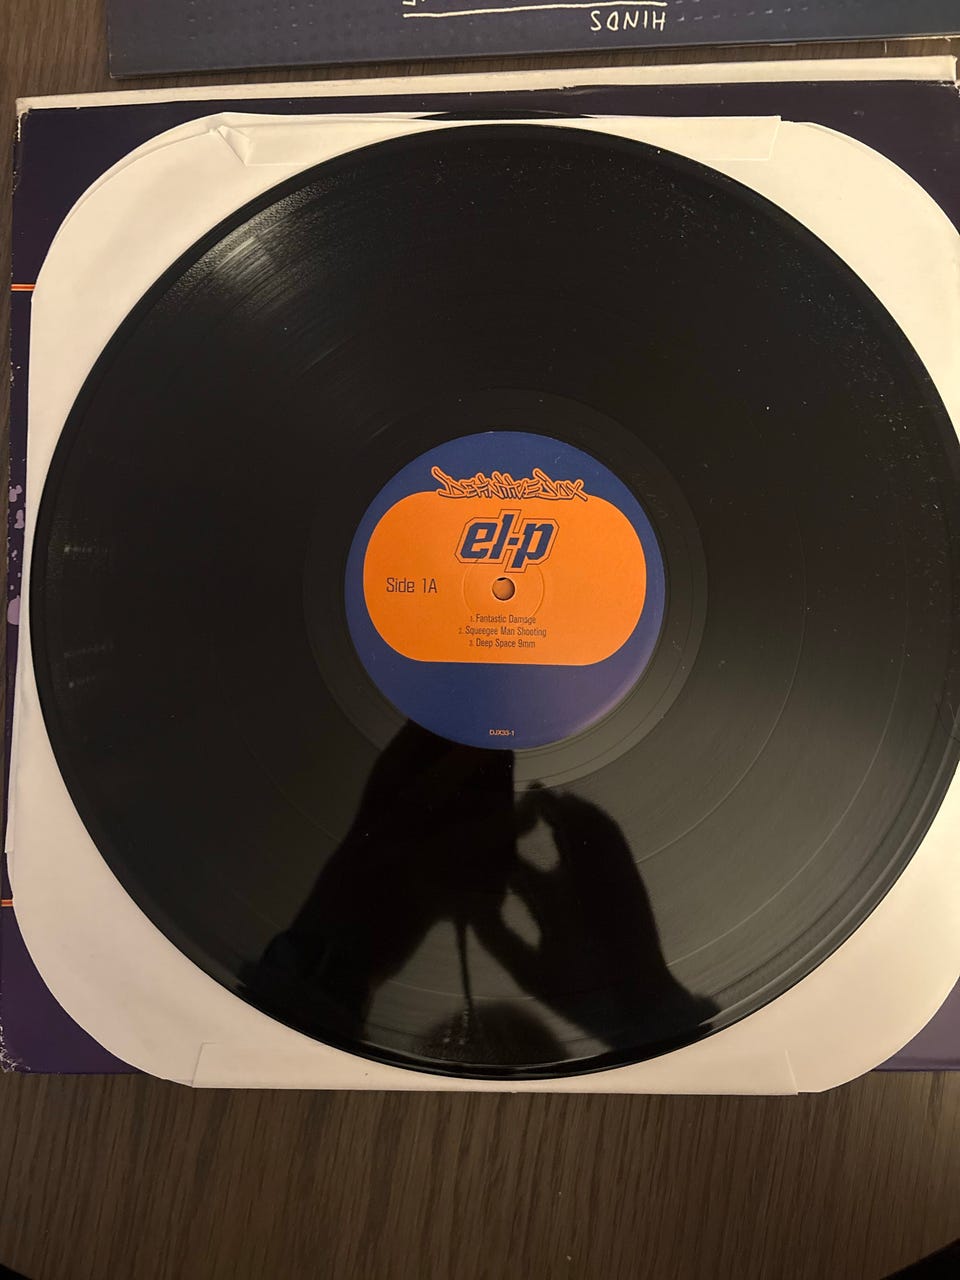 HINDS
DEFINITIVE JUX
el-p
Side 1A
1. Fantastic Damage
2. Squeegee Man Shooting
3. Deep Space 9mm
DJX33-1